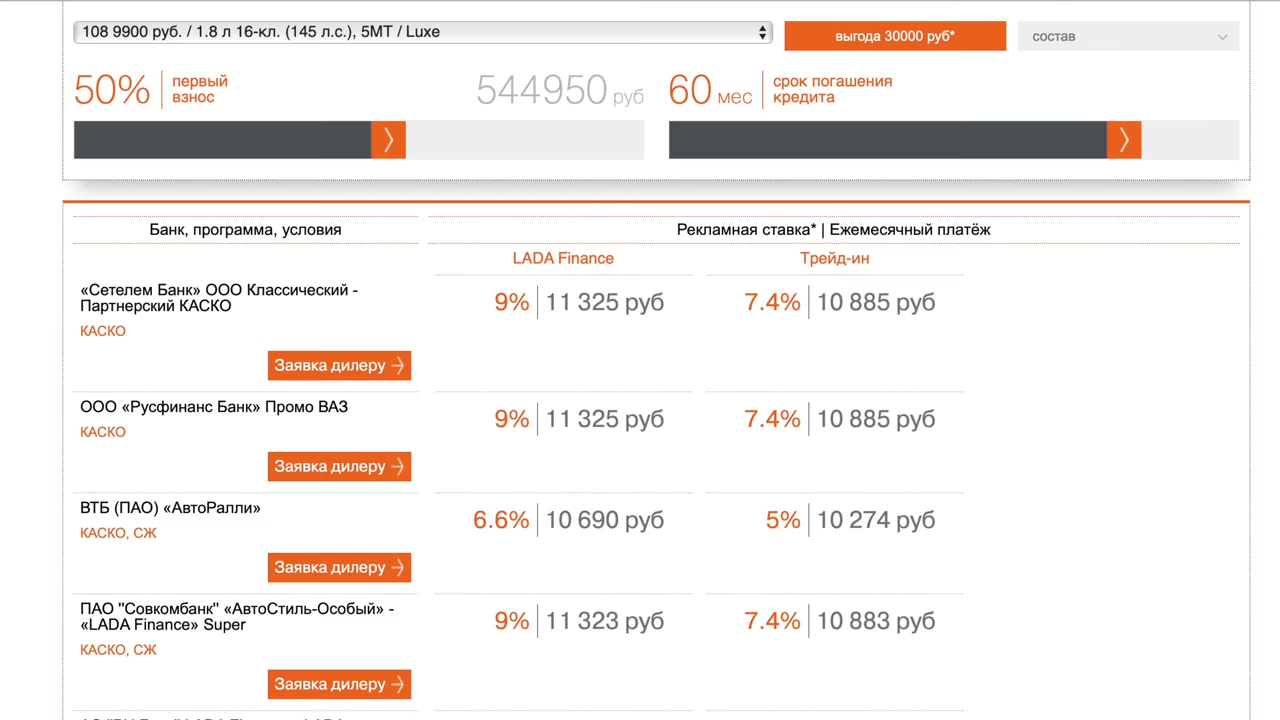 108 9900 руб. / 1.8 л 16-кл. (145 л.с.), 5МТ / Luxe
выгода 30000 руб*
состав
50% первый взнос
544950 руб
60 мес срок погашения кредита
Банк, программа, условия
Рекламная ставка* | Ежемесячный платёж
LADA Finance
Трейд-ин
«Сетелем Банк» ООО Классический -
Партнерский КАСКО
КАСКО
9% 11 325 руб
7.4% 10 885 руб
Заявка дилеру
ООО «Русфинанс Банк» Промо ВАЗ
КАСКО
9% 11 325 руб
7.4% 10 885 руб
Заявка дилеру
ВТБ (ПАО) «АвтоРалли»
КАСКО, СЖ
6.6% 10 690 руб
5% 10 274 руб
Заявка дилеру
ПАО "Совкомбанк" «АвтоСтиль-Особый» -
«LADA Finance» Super
КАСКО, СЖ
9% 11 323 руб
7.4% 10 883 руб
Заявка дилеру